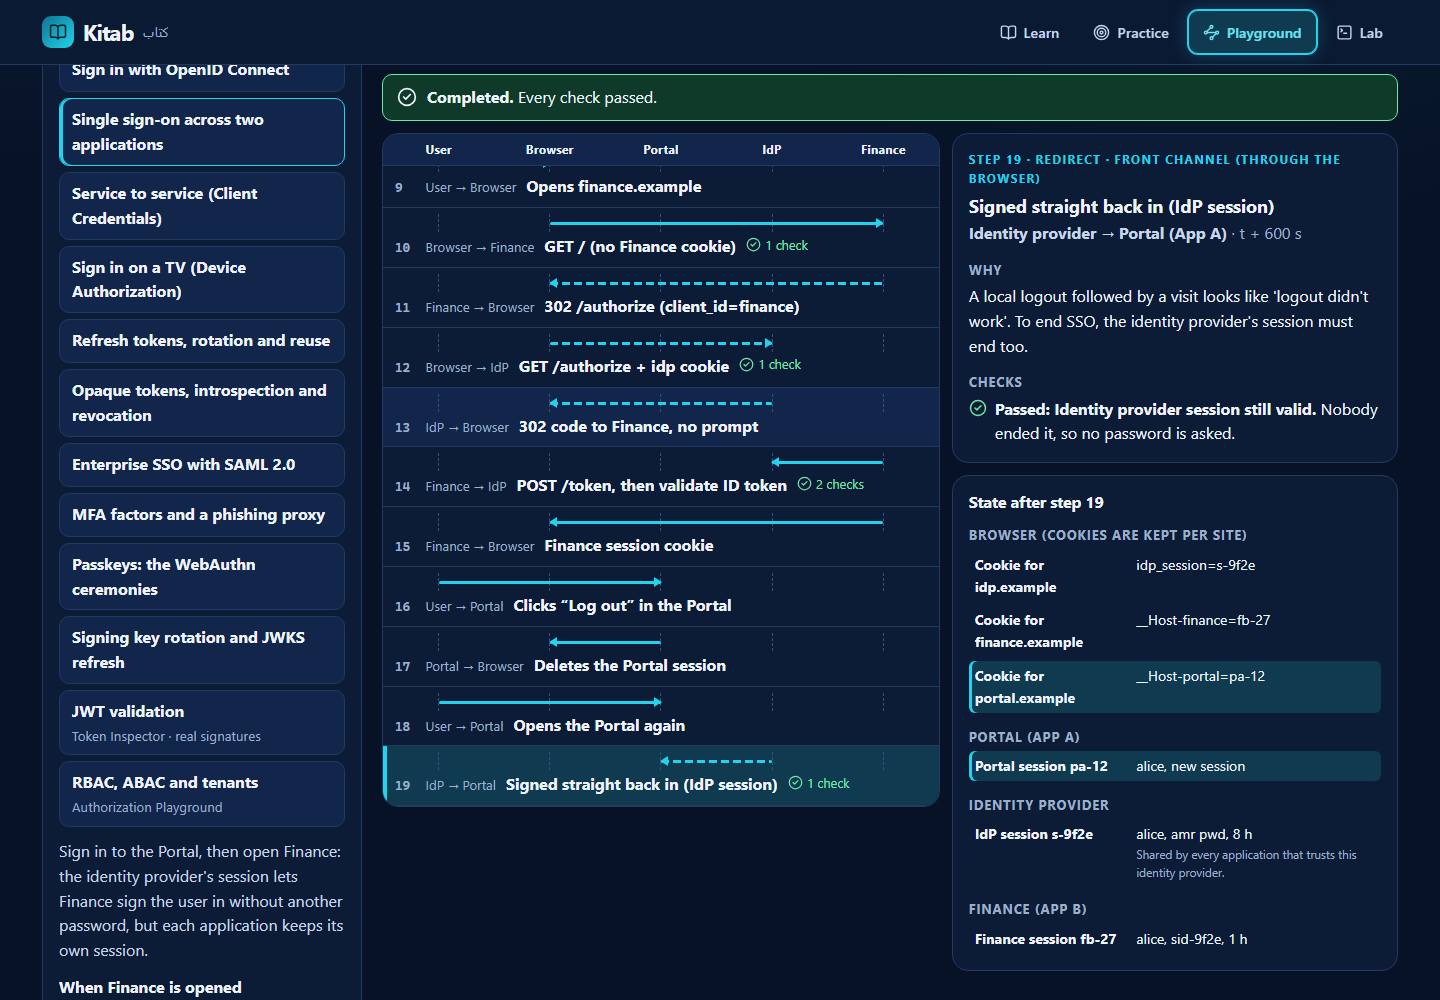 Kitab كتاب
Learn
Practice
Playground
Lab
Sign in with OpenID Connect
Single sign-on across two
applications
Service to service (Client
Credentials)
Sign in on a TV (Device
Authorization)
Refresh tokens, rotation and reuse
Opaque tokens, introspection and
revocation
Enterprise SSO with SAML 2.0
MFA factors and a phishing proxy
Passkeys: the WebAuthn
ceremonies
Signing key rotation and JWKS
refresh
JWT validation
Token Inspector · real signatures
RBAC, ABAC and tenants
Authorization Playground
Sign in to the Portal, then open Finance:
the identity provider's session lets
Finance sign the user in without another
password, but each application keeps its
own session.
When Finance is opened
Completed. Every check passed.
User Browser Portal IdP Finance
9 User → Browser Opens finance.example
10 Browser → Finance GET / (no Finance cookie) 1 check
11 Finance → Browser 302 /authorize (client_id=finance)
12 Browser → IdP GET /authorize + idp cookie 1 check
13 IdP → Browser 302 code to Finance, no prompt
14 Finance → IdP POST /token, then validate ID token 2 checks
15 Finance → Browser Finance session cookie
16 User → Portal Clicks “Log out” in the Portal
17 Portal → Browser Deletes the Portal session
18 User → Portal Opens the Portal again
19 IdP → Portal Signed straight back in (IdP session) 1 check
STEP 19 · REDIRECT · FRONT CHANNEL (THROUGH THE
BROWSER)
Signed straight back in (IdP session)
Identity provider → Portal (App A) · t + 600 s
WHY
A local logout followed by a visit looks like 'logout didn't
work'. To end SSO, the identity provider's session must
end too.
CHECKS
Passed: Identity provider session still valid. Nobody
ended it, so no password is asked.
State after step 19
BROWSER (COOKIES ARE KEPT PER SITE)
Cookie for idp_session=s-9f2e
idp.example
Cookie for __Host-finance=fb-27
finance.example
Cookie for __Host-portal=pa-12
portal.example
PORTAL (APP A)
Portal session pa-12 alice, new session
IDENTITY PROVIDER
IdP session s-9f2e alice, amr pwd, 8 h
Shared by every application that trusts this
identity provider.
FINANCE (APP B)
Finance session fb-27 alice, sid-9f2e, 1 h